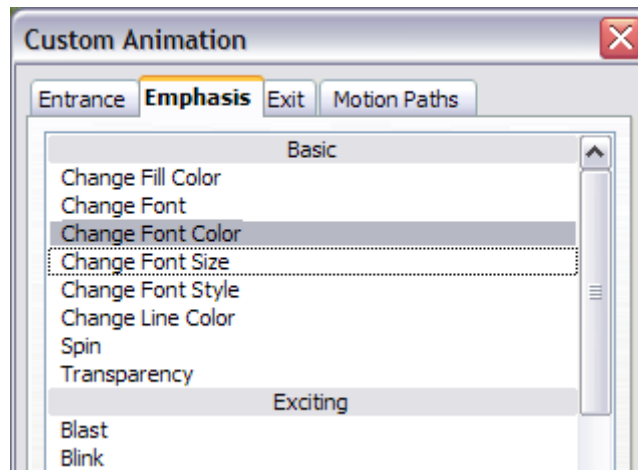 Custom Animation
Entrance Emphasis Exit Motion Paths
Basic
Change Fill Color
Change Font
Change Font Color
Change Font Size
Change Font Style
Change Line Color
Spin
Transparency
Exciting
Blast
Blink